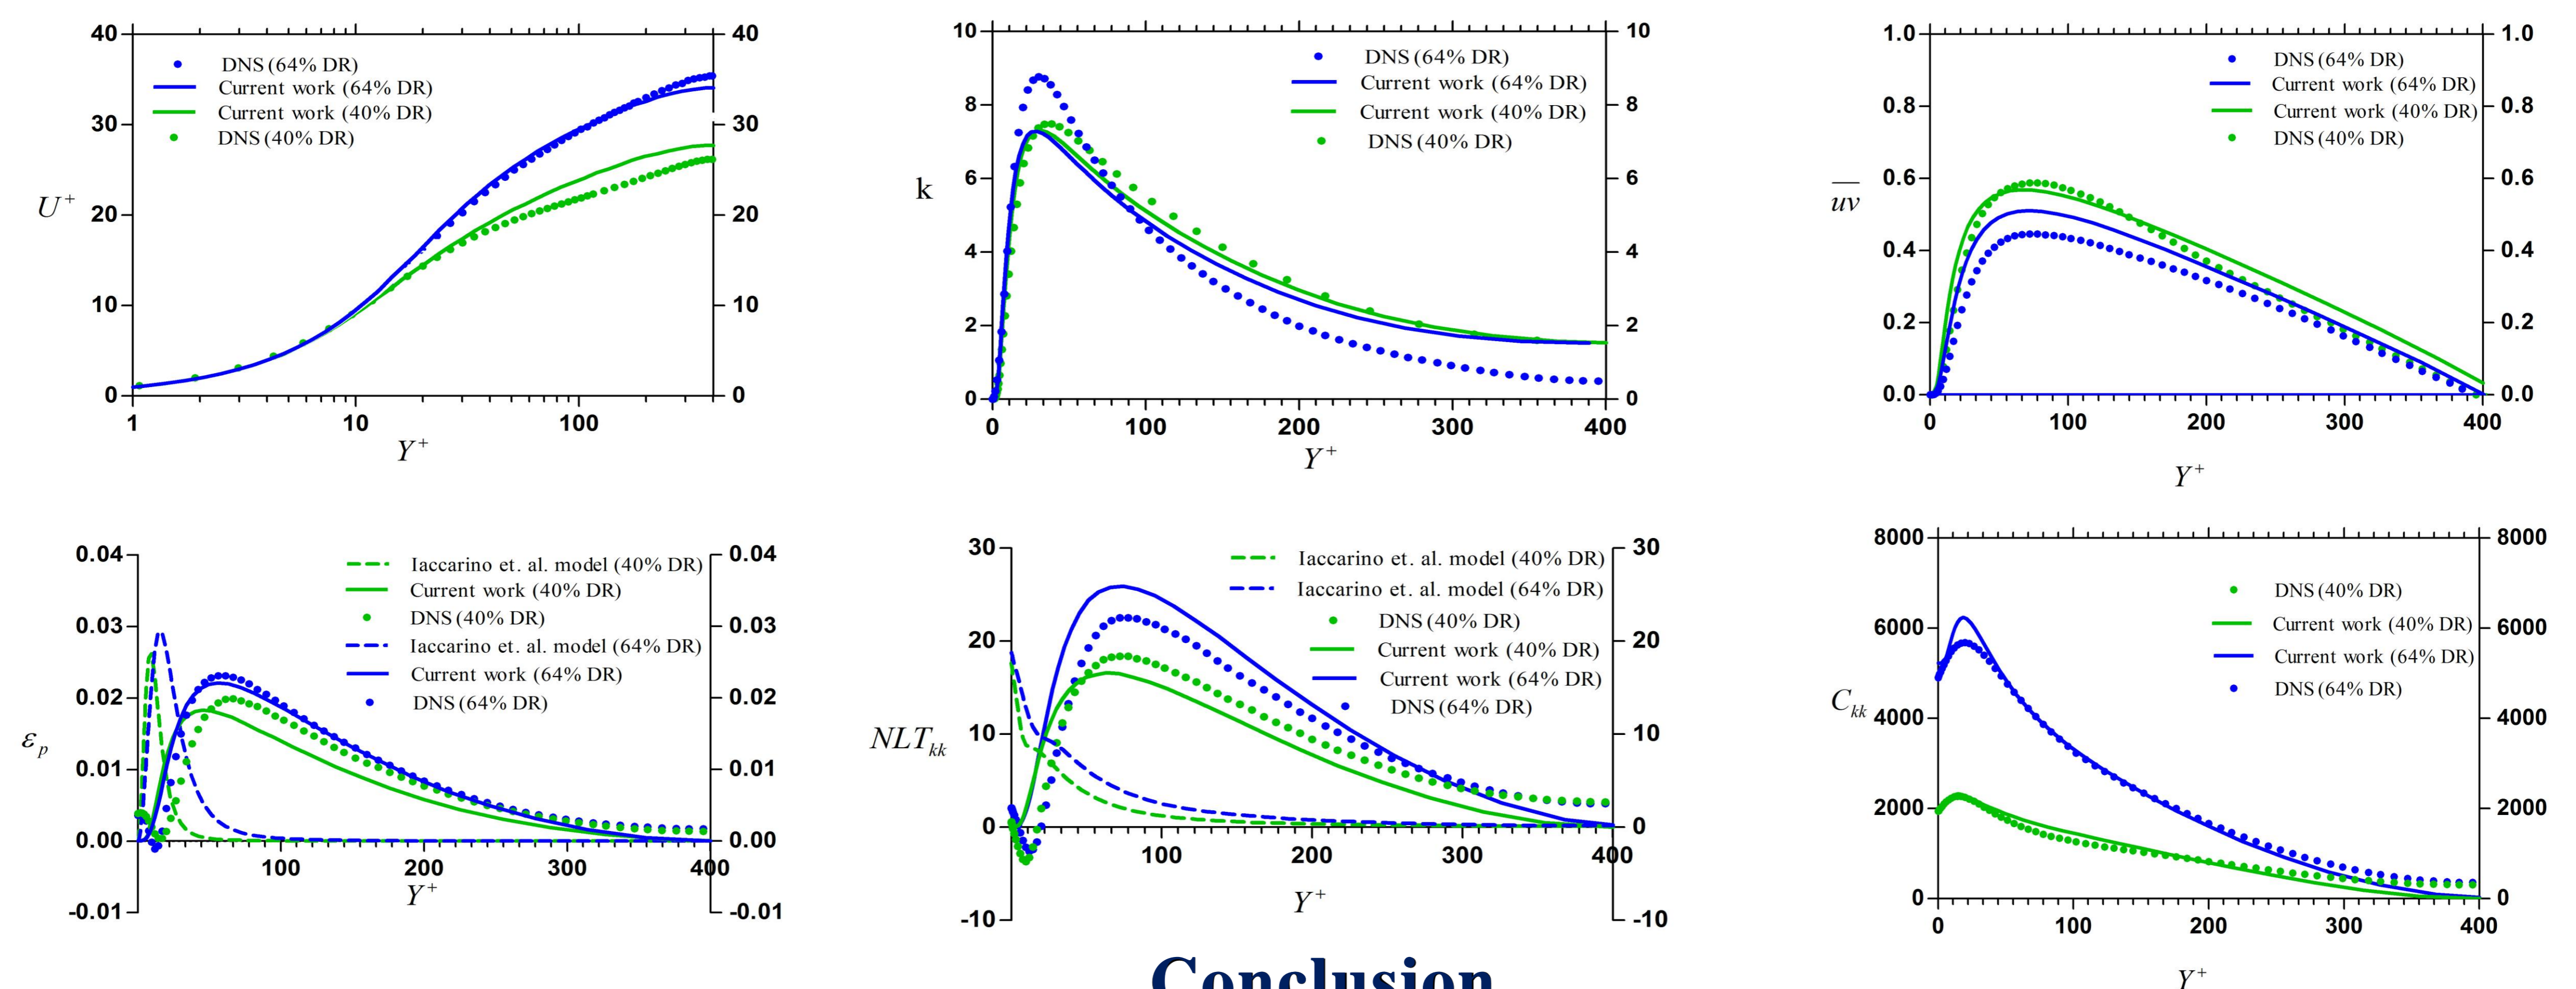 40
30
20
10
0
40
30
20
10
0
DNS (64% DR)
Current work (64% DR)
Current work (40% DR)
DNS (40% DR)
U+
1
10
100
Y+
10
8
6
4
2
0
10
8
6
4
2
0
DNS (64% DR)
Current work (64% DR)
Current work (40% DR)
DNS (40% DR)
k
0
100
200
300
400
Y+
1.0
0.8
0.6
0.4
0.2
0.0
1.0
0.8
0.6
0.4
0.2
0.0
DNS (64% DR)
Current work (64% DR)
Current work (40% DR)
DNS (40% DR)
uv
0
100
200
300
400
Y+
0.04
0.03
0.02
0.01
0.00
-0.01
0.04
0.03
0.02
0.01
0.00
-0.01
Iaccarino et. al. model (40% DR)
Current work (40% DR)
DNS (40% DR)
Iaccarino et. al. model (64% DR)
Current work (64% DR)
DNS (64% DR)
εp
100
200
300
400
Y+
30
20
10
0
-10
30
20
10
0
-10
Iaccarino et. al. model (40% DR)
Iaccarino et. al. model (64% DR)
DNS (40% DR)
Current work (40% DR)
Current work (64% DR)
DNS (64% DR)
NLTkk
100
200
300
400
Y+
8000
6000
4000
2000
0
8000
6000
4000
2000
0
DNS (40% DR)
Current work (40% DR)
Current work (64% DR)
DNS (64% DR)
Ckk
0
100
200
300
400
Y+
Conclusion